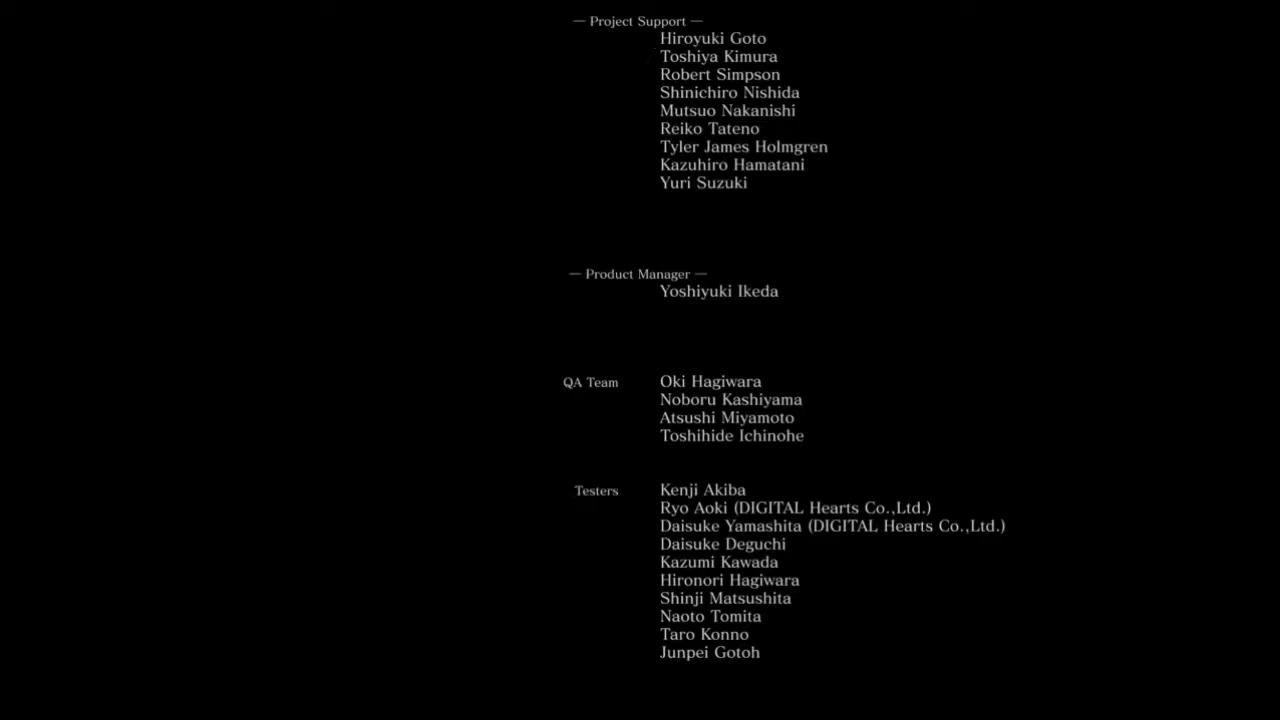 — Project Support —
Hiroyuki Goto
Toshiya Kimura
Robert Simpson
Shinichiro Nishida
Mutsuo Nakanishi
Reiko Tateno
Tyler James Holmgren
Kazuhiro Hamatani
Yuri Suzuki
— Product Manager —
Yoshiyuki Ikeda
QA Team Oki Hagiwara
Noboru Kashiyama
Atsushi Miyamoto
Toshihide Ichinohe
Testers Kenji Akiba
Ryo Aoki (DIGITAL Hearts Co.,Ltd.)
Daisuke Yamashita (DIGITAL Hearts Co.,Ltd.)
Daisuke Deguchi
Kazumi Kawada
Hironori Hagiwara
Shinji Matsushita
Naoto Tomita
Taro Konno
Junpei Gotoh